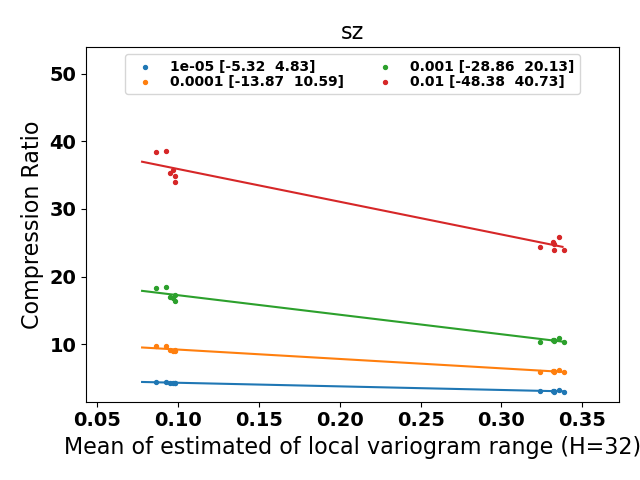 sz
1e-05 [-5.32  4.83]
0.0001 [-13.87  10.59]
0.001 [-28.86  20.13]
0.01 [-48.38  40.73]
Compression Ratio
50
40
30
20
10
0.05 0.10 0.15 0.20 0.25 0.30 0.35
Mean of estimated of local variogram range (H=32)